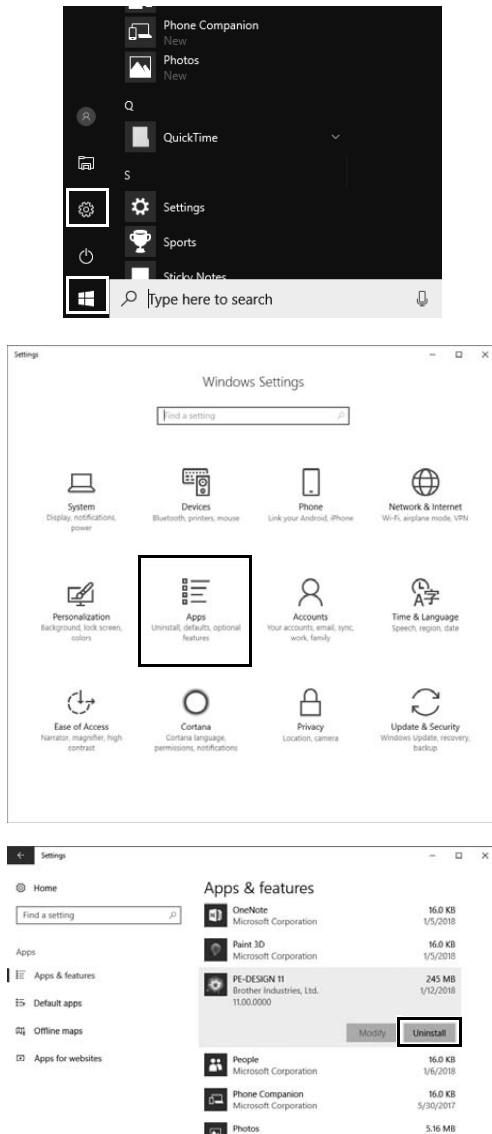 Phone Companion
New
Photos
New
Q
QuickTime
S
Settings
Sports
Sticky Notes
Type here to search
Settings
Windows Settings
Find a setting
System
Display, notifications,
power
Devices
Bluetooth, printers, mouse
Phone
Link your Android, iPhone
Network & Internet
Wi-Fi, airplane mode, VPN
Personalization
Background, lock screen,
colors
Apps
Uninstall, defaults, optional
features
Accounts
Your accounts, email, sync,
work, family
Time & Language
Speech, region, date
Ease of Access
Narrator, magnifier, high
contrast
Cortana
Cortana language,
permissions, notifications
Privacy
Location, camera
Update & Security
Windows Update, recovery,
backup
Settings
Home
Find a setting
Apps
Apps & features
Default apps
Offline maps
Apps for websites
Apps & features
OneNote 16.0 KB
Microsoft Corporation 1/5/2018
Paint 3D 16.0 KB
Microsoft Corporation 1/5/2018
PE-DESIGN 11 245 MB
Brother Industries, Ltd. 1/12/2018
11.00.0000
Modify Uninstall
People 16.0 KB
Microsoft Corporation 1/6/2018
Phone Companion 16.0 KB
Microsoft Corporation 5/30/2017
Photos 5.16 MB